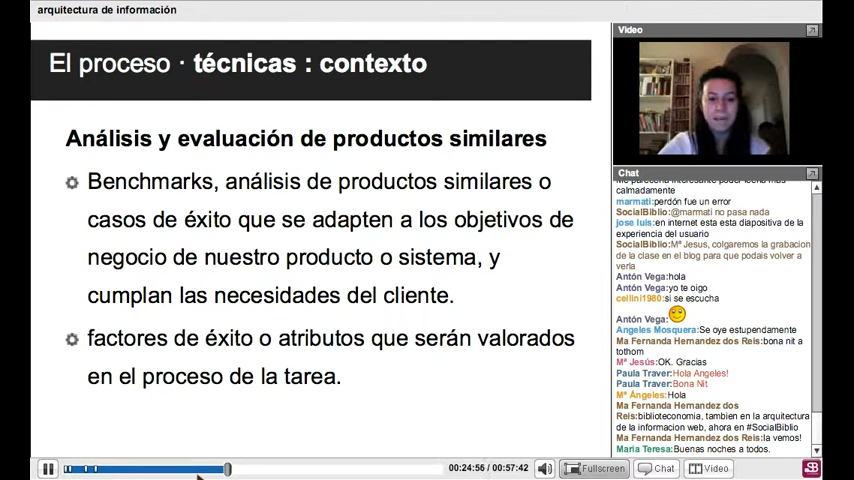 arquitectura de información
El proceso · técnicas : contexto
Análisis y evaluación de productos similares
Benchmarks, análisis de productos similares o
casos de éxito que se adapten a los objetivos de
negocio de nuestro producto o sistema, y
cumplan las necesidades del cliente.
factores de éxito o atributos que serán valorados
en el proceso de la tarea.
Video
Chat
calmadamente
marmati:perdón fue un error
SocialBiblio:@marmati no pasa nada
jose luis:en internet esta esta diapositiva de la
experiencia del usuario
SocialBiblio:Mª Jesus, colgaremos la grabacion
de la clase en el blog para que podais volver a
verla
Antón Vega:hola
Antón Vega:yo te oigo
cellini1980:si se escucha
Antón Vega:
Angeles Mosquera:Se oye estupendamente
Ma Fernanda Hernandez dos Reis:bona nit a
tothom
Mª Jesús:OK. Gracias
Paula Traver:Hola Angeles!
Paula Traver:Bona Nit
Mª Ángeles:Hola
Ma Fernanda Hernandez dos
Reis:biblioteconomia, tambien en la arquitectura
de la informacion web, ahora en #SocialBiblio
Ma Fernanda Hernandez dos Reis:la vemos!
Maria Teresa:Buenas noches a todos.
00:24:56 / 00:57:42
Fullscreen
Chat
Video
SB